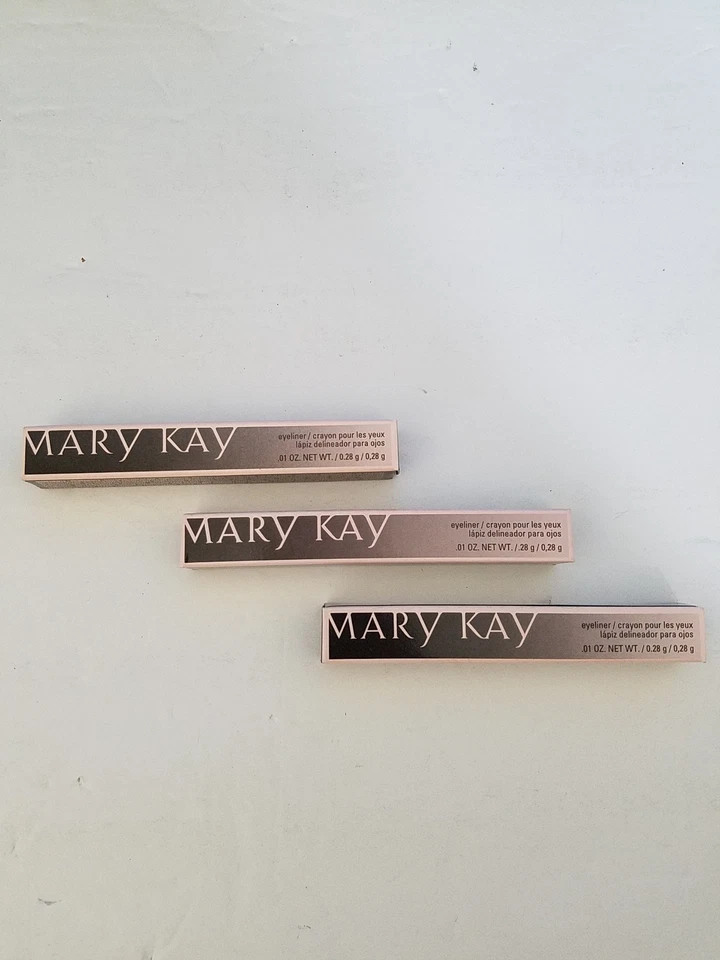 MARY KAY
eyeliner / crayon pour les yeux
lápiz delineador para ojos
.01 OZ. NET WT. / 0.28 g / 0,28 g
MARY KAY
eyeliner / crayon pour les yeux
lápiz delineador para ojos
.01 OZ. NET WT. / .28 g / 0,28 g
MARY KAY
eyeliner / crayon pour les yeux
lápiz delineador para ojos
.01 OZ. NET WT. / 0.28 g / 0,28 g